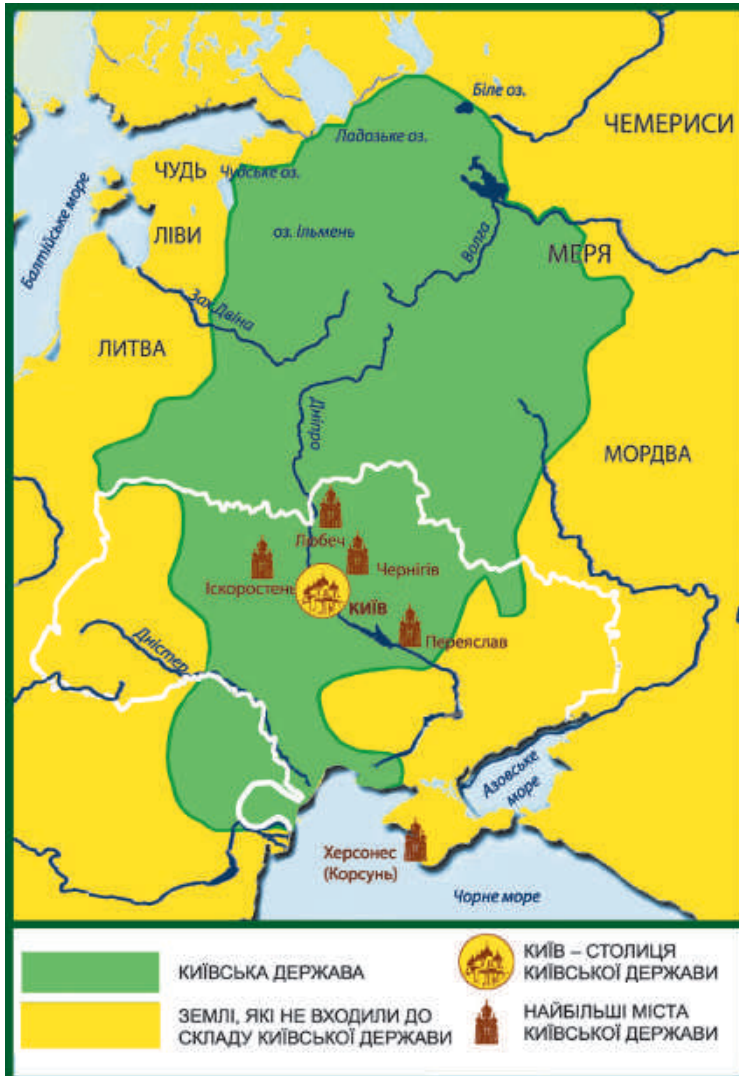 Біле оз.
ЧЕМЕРИСИ
Ладозьке оз.
ЧУДЬ
Чудське оз.
Балтійське море
ЛІВИ
оз. Ільмень
Волга
МЕРЯ
Зах. Двіна
ЛИТВА
Дніпро
МОРДВА
Любеч
Чернігів
Іскоростень
КИЇВ
Переяслав
Дністер
Азовське
море
Херсонес
(Корсунь)
Чорне море
КИЇВСЬКА ДЕРЖАВА
ЗЕМЛІ, ЯКІ НЕ ВХОДИЛИ ДО
СКЛАДУ КИЇВСЬКОЇ ДЕРЖАВИ
КИЇВ – СТОЛИЦЯ
КИЇВСЬКОЇ ДЕРЖАВИ
НАЙБІЛЬШІ МІСТА
КИЇВСЬКОЇ ДЕРЖАВИ